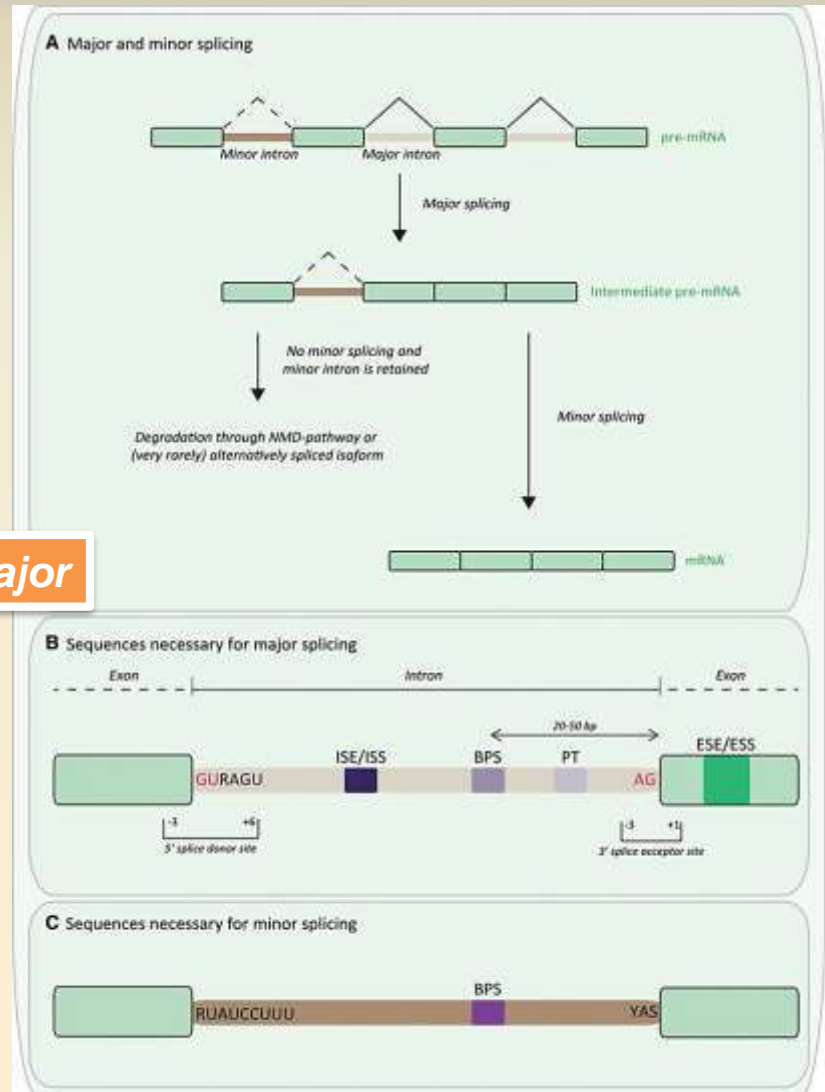 A Major and minor splicing
pre-mRNA
Minor intron
Major intron
Major splicing
Intermediate pre-mRNA
No minor splicing and
minor intron is retained
Minor splicing
Degradation through NMD-pathway or
(very rarely) alternatively spliced isoform
mRNA
ajor
B Sequences necessary for major splicing
Exon
Intron
Exon
20-50 bp
ISE/ISS
BPS
PT
ESE/ESS
GURAGU
AG
-3
+6
-3
+1
5' splice donor site
3' splice acceptor site
C Sequences necessary for minor splicing
BPS
RUAUCCUUU
YAS